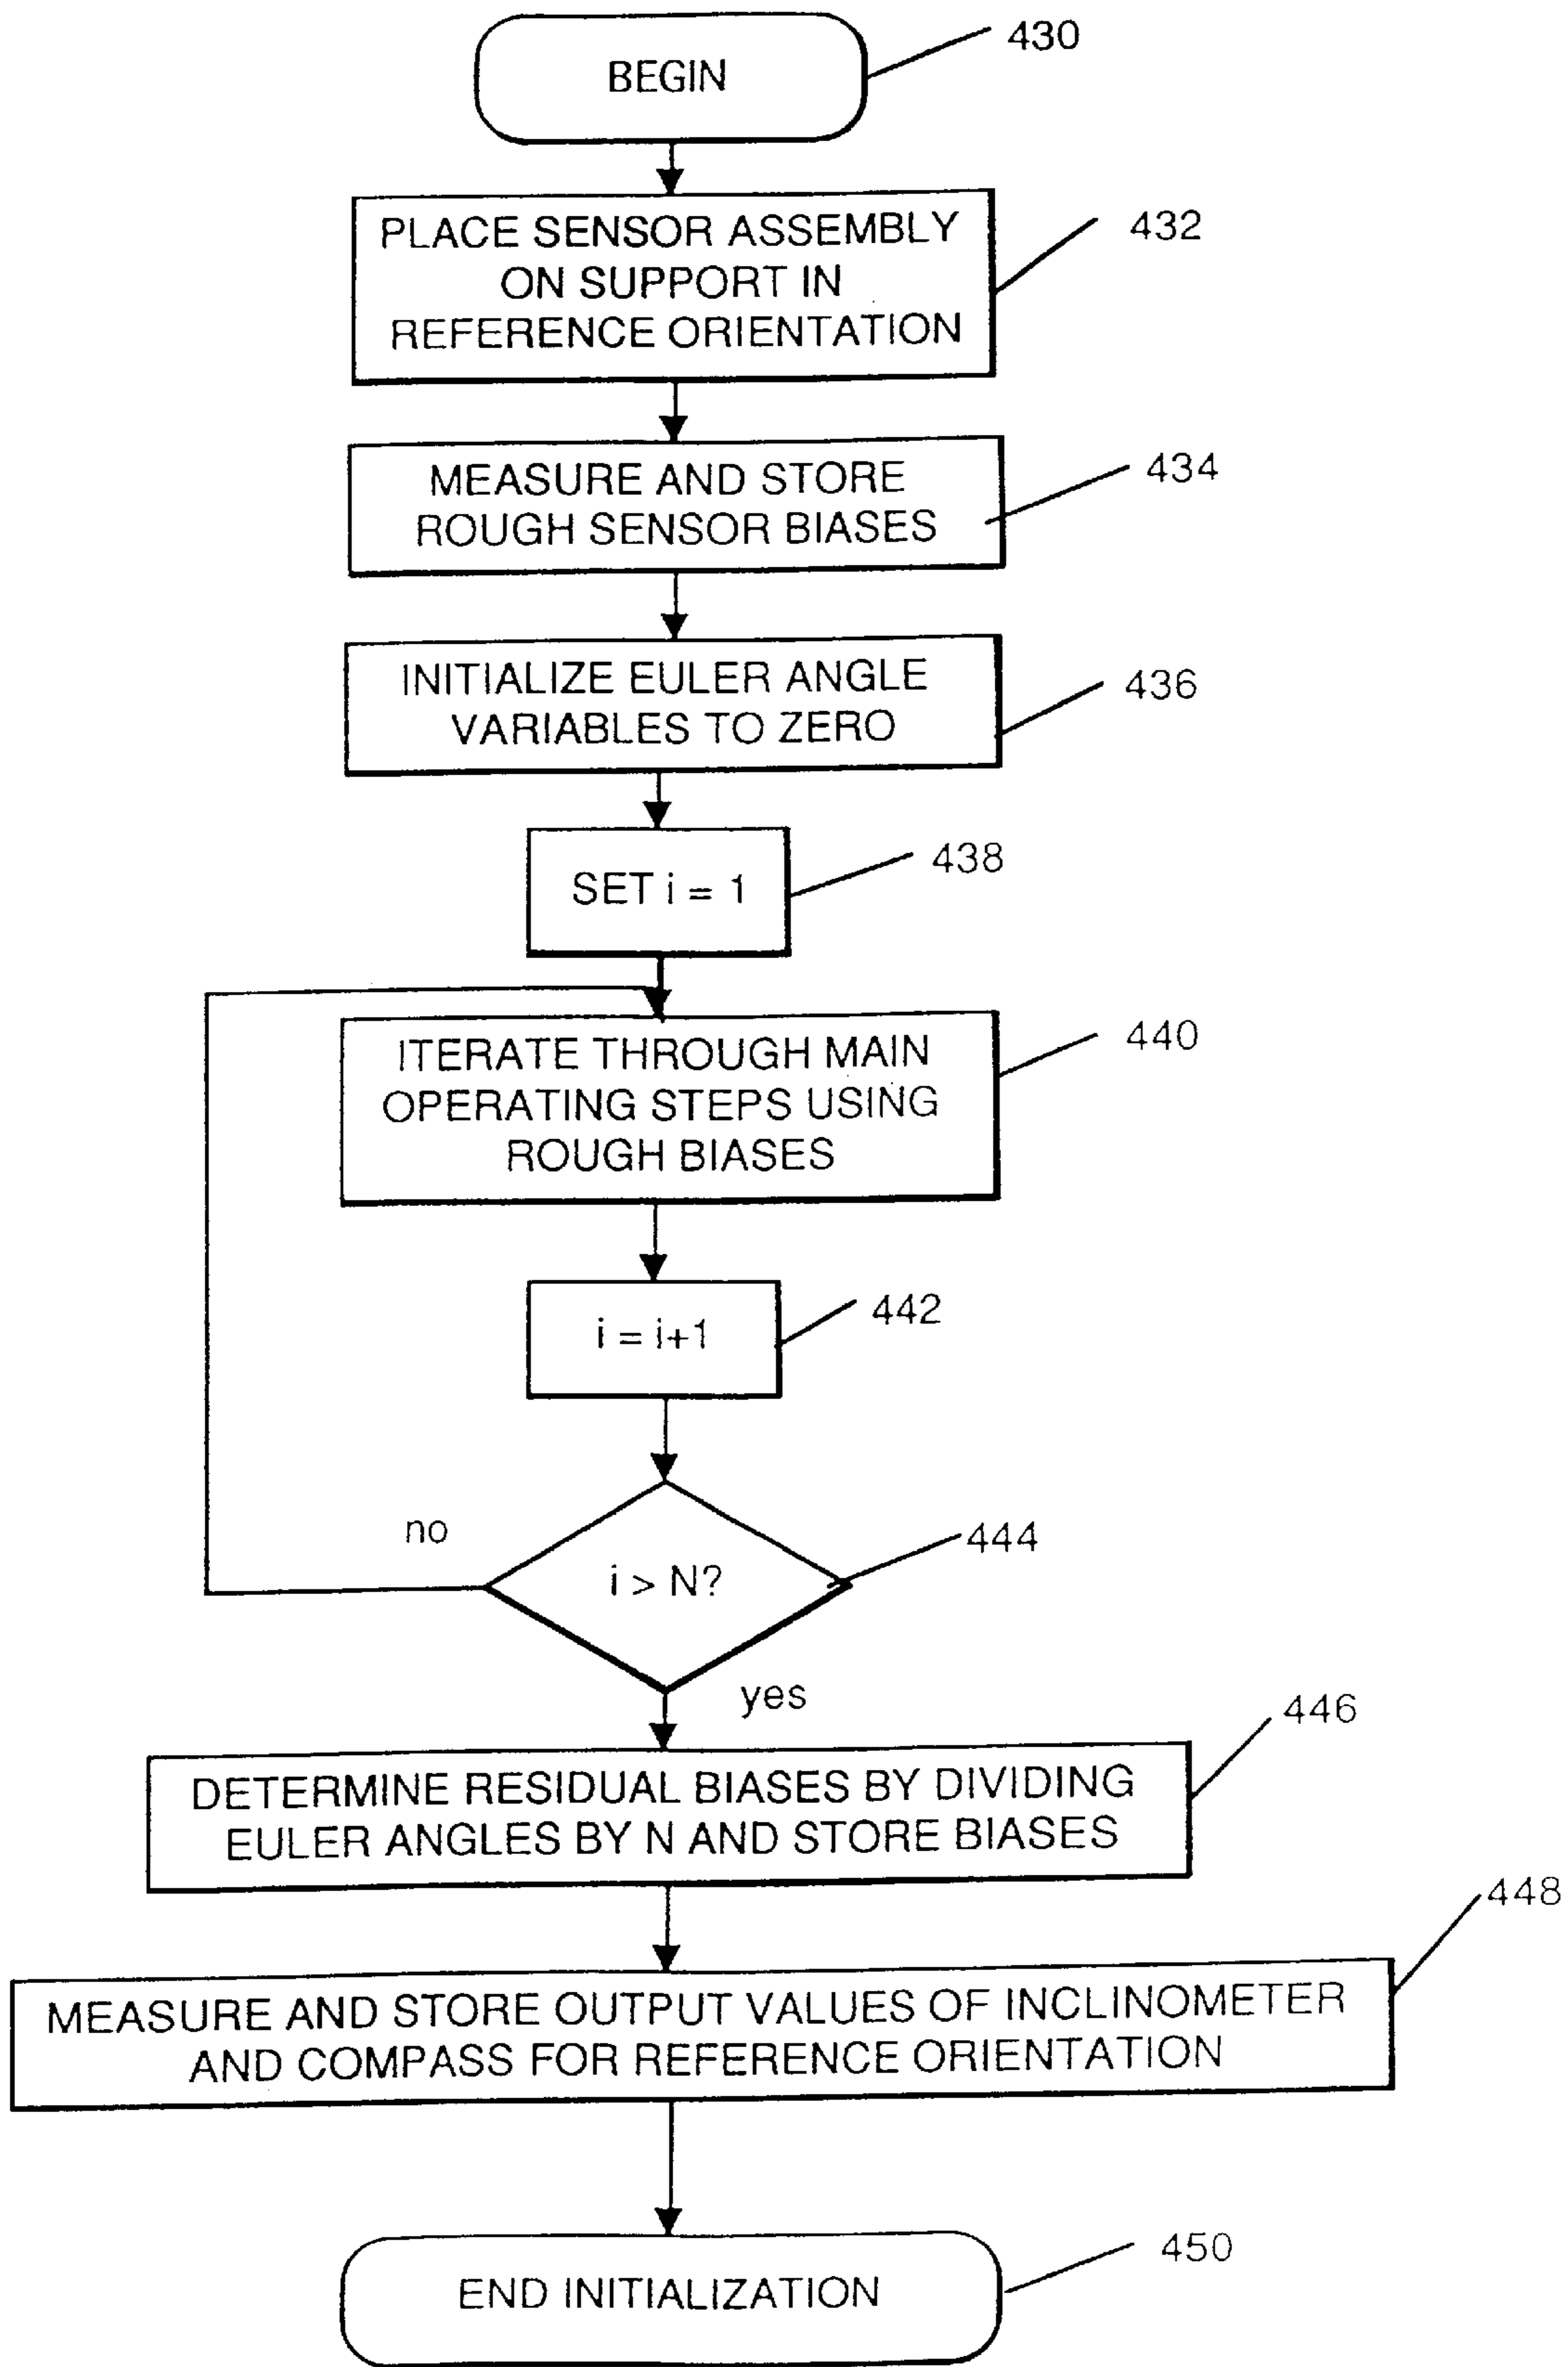 BEGIN
430
PLACE SENSOR ASSEMBLY
ON SUPPORT IN
REFERENCE ORIENTATION
432
MEASURE AND STORE
ROUGH SENSOR BIASES
434
INITIALIZE EULER ANGLE
VARIABLES TO ZERO
436
SET i = 1
438
ITERATE THROUGH MAIN
OPERATING STEPS USING
ROUGH BIASES
440
i = i+1
442
no
i > N?
444
yes
DETERMINE RESIDUAL BIASES BY DIVIDING
EULER ANGLES BY N AND STORE BIASES
446
MEASURE AND STORE OUTPUT VALUES OF INCLINOMETER
AND COMPASS FOR REFERENCE ORIENTATION
448
END INITIALIZATION
450